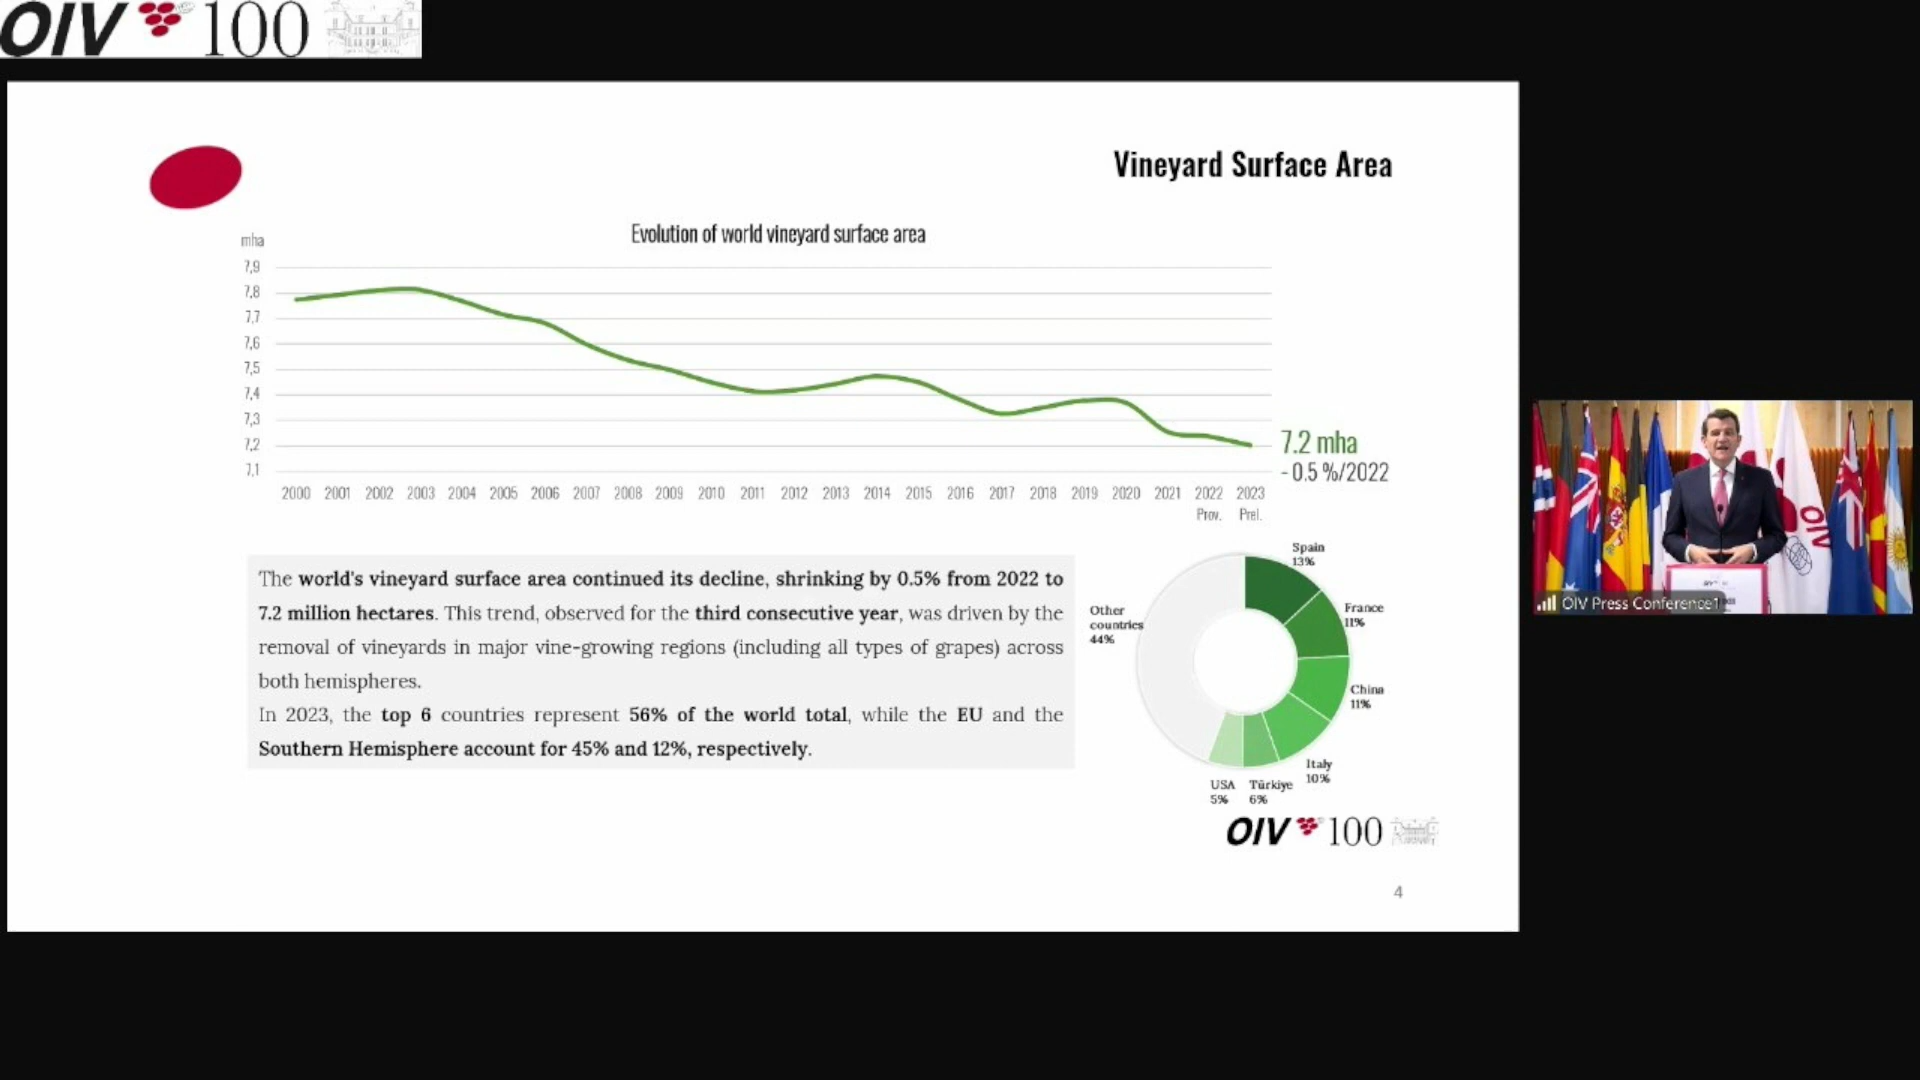 OIV 100
Vineyard Surface Area
Evolution of world vineyard surface area
mha
7,9
7,8
7,7
7,6
7,5
7,4
7,3
7,2
7,1
7.2 mha
- 0.5 %/2022
2000 2001 2002 2003 2004 2005 2006 2007 2008 2009 2010 2011 2012 2013 2014 2015 2016 2017 2018 2019 2020 2021 2022 2023
Prov. Prel.
The world's vineyard surface area continued its decline, shrinking by 0.5% from 2022 to
7.2 million hectares. This trend, observed for the third consecutive year, was driven by the
removal of vineyards in major vine-growing regions (including all types of grapes) across
both hemispheres.
In 2023, the top 6 countries represent 56% of the world total, while the EU and the
Southern Hemisphere account for 45% and 12%, respectively.
Spain
13%
France
11%
China
11%
Italy
10%
Türkiye
6%
USA
5%
Other
countries
44%
OIV 100
4
OIV
OIV Press Conference1